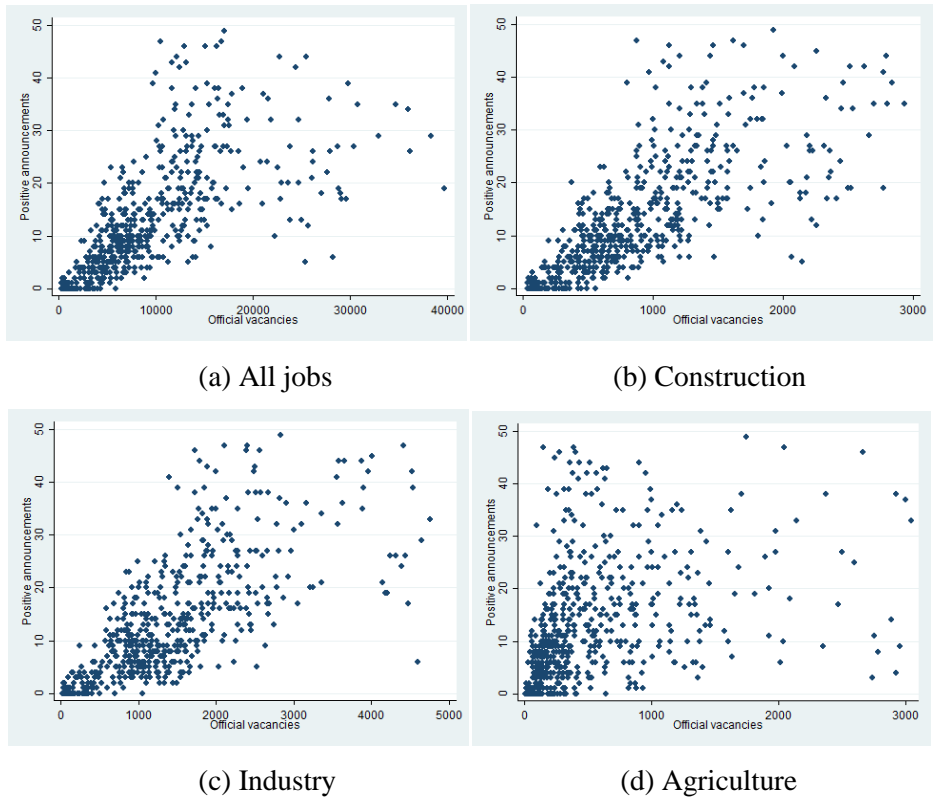 Positive announcements
50
40
30
20
10
0
0 10000 20000 30000 40000
Official vacancies
(a) All jobs
Positive announcements
50
40
30
20
10
0
0 1000 2000 3000
Official vacancies
(b) Construction
Positive announcements
50
40
30
20
10
0
0 1000 2000 3000 4000 5000
Official vacancies
(c) Industry
Positive announcements
50
40
30
20
10
0
0 1000 2000 3000
Official vacancies
(d) Agriculture